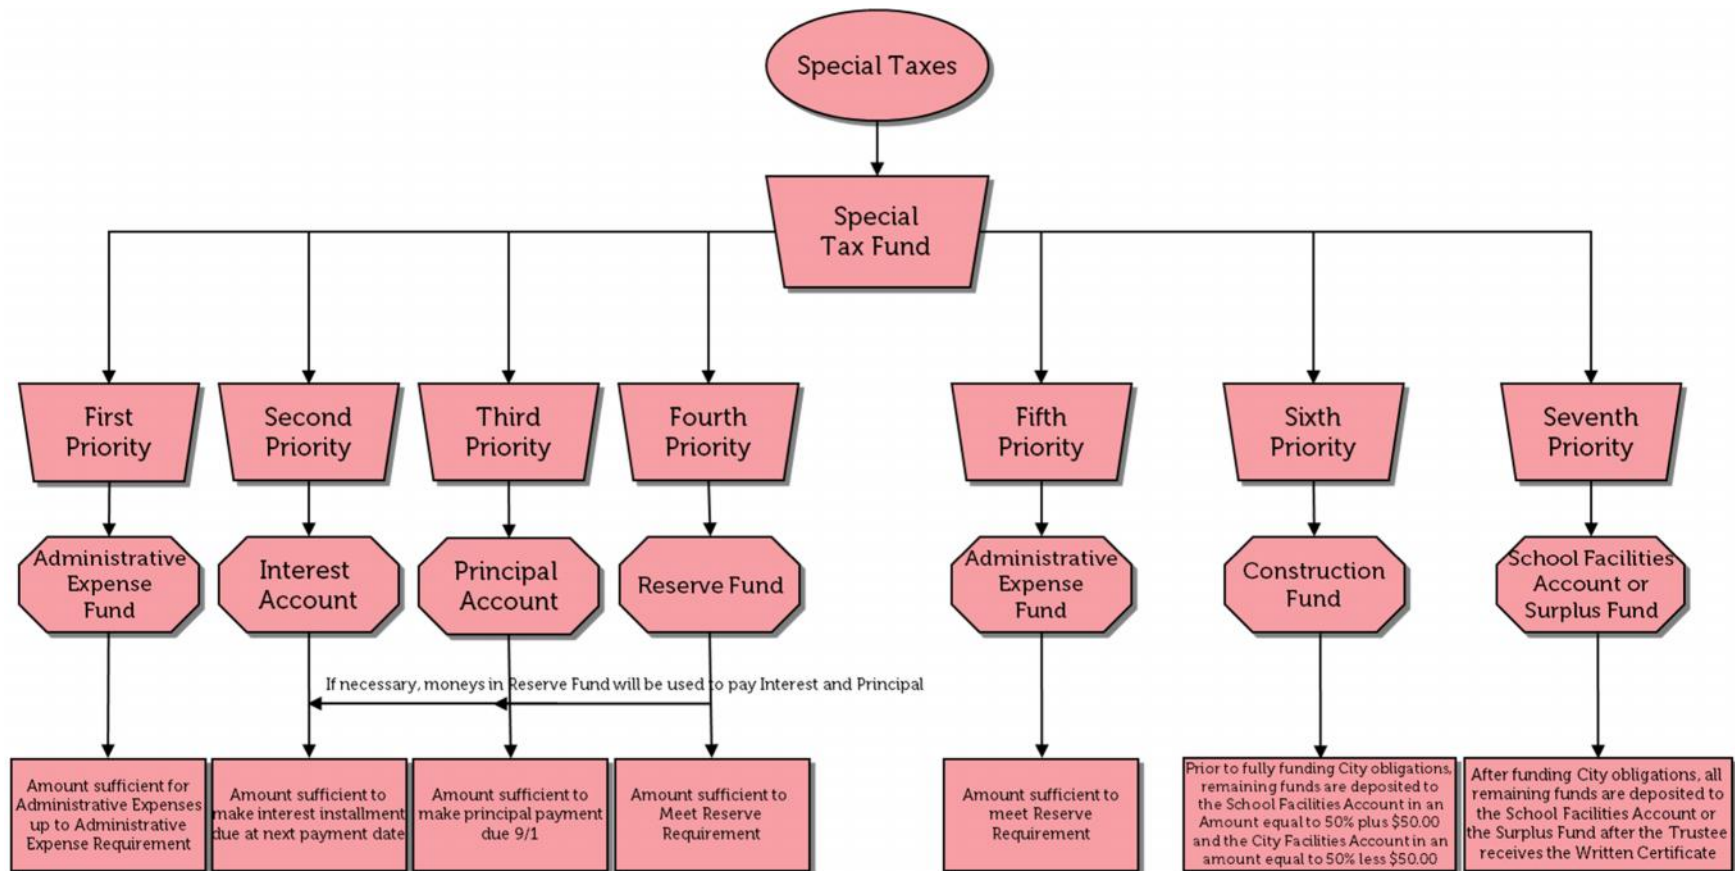 Special Taxes
Special
Tax Fund
First
Priority
Second
Priority
Third
Priority
Fourth
Priority
Fifth
Priority
Sixth
Priority
Seventh
Priority
Administrative
Expense
Fund
Interest
Account
Principal
Account
Reserve Fund
Administrative
Expense
Fund
Construction
Fund
School Facilities
Account or
Surplus Fund
If necessary, moneys in Reserve Fund will be used to pay Interest and Principal
Amount sufficient for
Administrative Expenses
up to Administrative
Expense Requirement
Amount sufficient to
make interest installment
due at next payment date
Amount sufficient to
make principal payment
due 9/1
Amount sufficient to
Meet Reserve
Requirement
Amount sufficient to
meet Reserve
Requirement
Prior to fully funding City obligations,
remaining funds are deposited to
the School Facilities Account in an
Amount equal to 50% plus $50.00
and the City Facilities Account in an
amount equal to 50% less $50.00
After funding City obligations, all
remaining funds are deposited to
the School Facilities Account or
the Surplus Fund after the Trustee
receives the Written Certificate